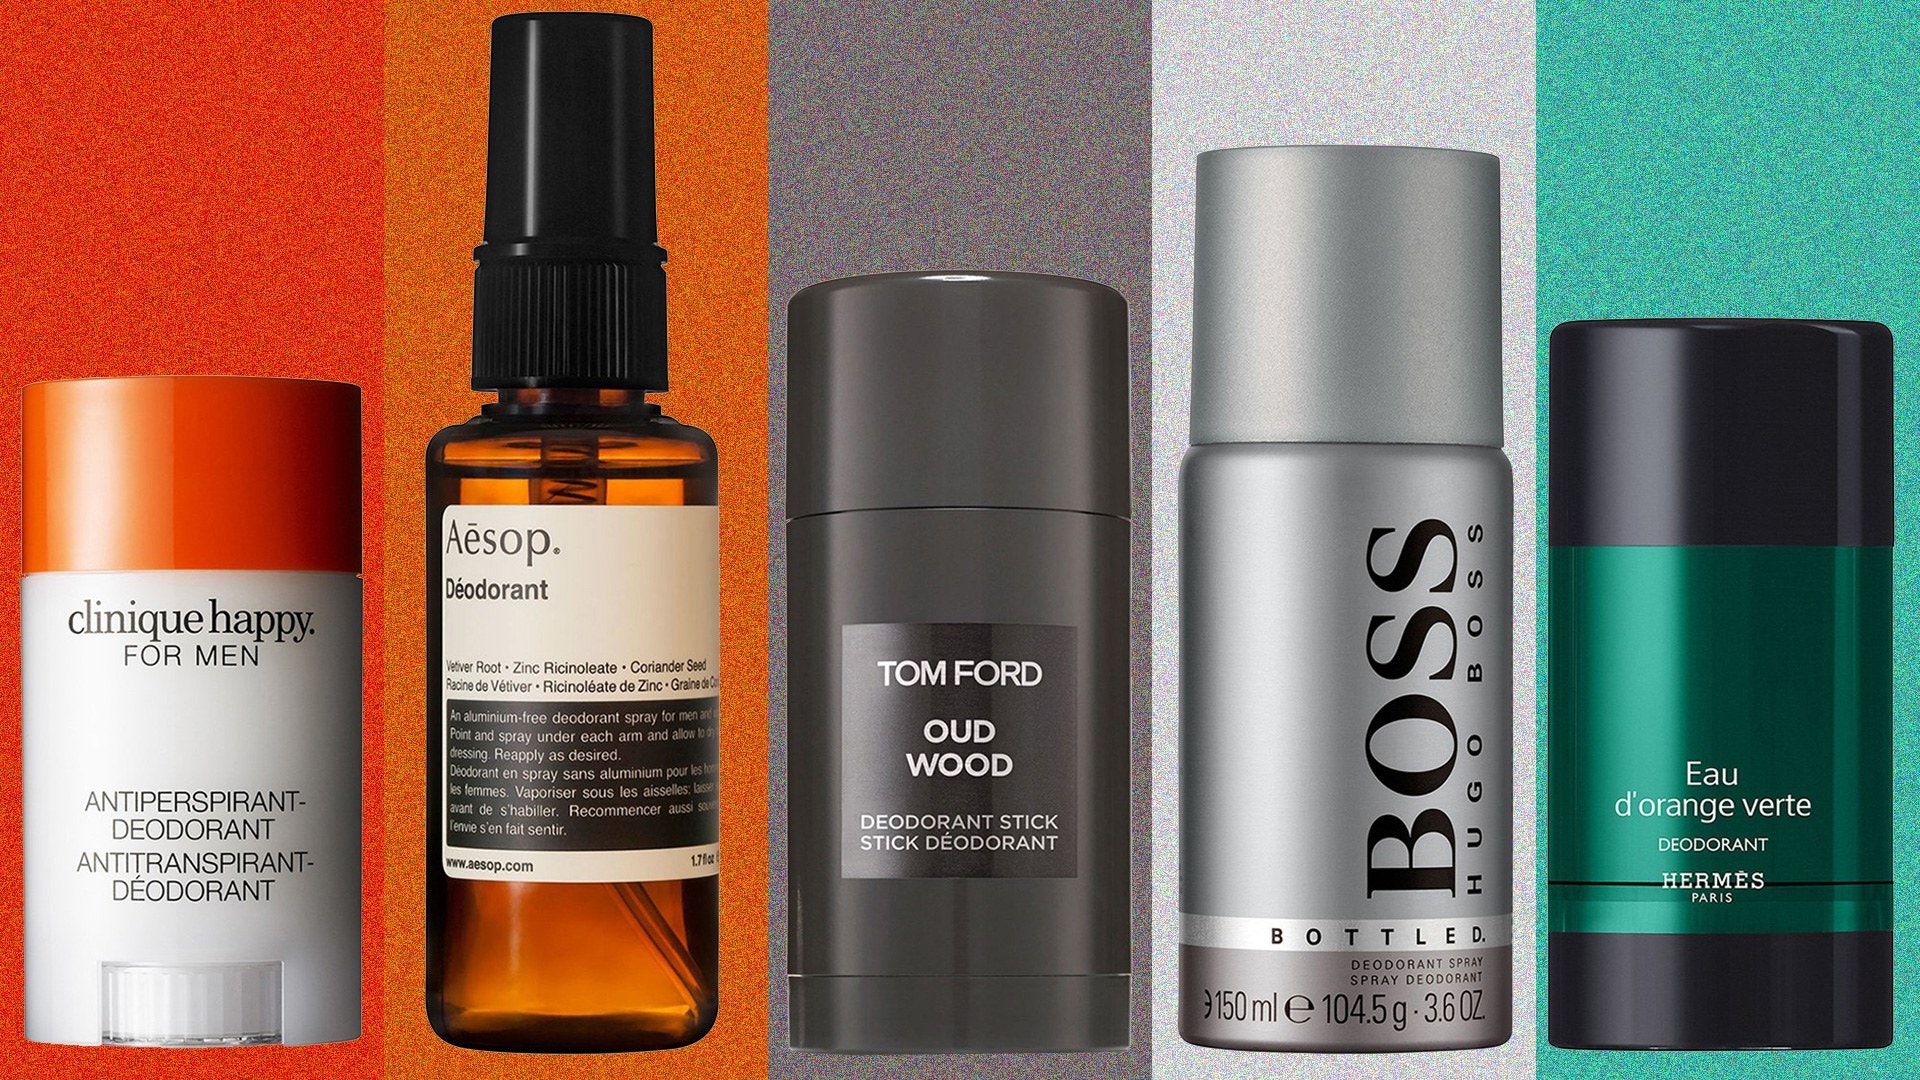 clinique happy.
FOR MEN
ANTIPERSPIRANT-
DEODORANT
ANTITRANSPIRANT-
DÉODORANT
Aēsop.
Déodorant
Vetiver Root • Zinc Ricinoleate • Coriander Seed
Racine de Vétiver • Ricinoléate de Zinc • Graine de
An aluminium-free deodorant spray for men and
Point and spray under each arm and allow to
dressing. Reapply as desired.
Déodorant en spray sans aluminium pour les
les femmes. Vaporiser sous les aisselles;
avant de s'habiller. Recommencer aussi
l'envie s'en fait sentir.
www.aesop.com
1.7 fl oz
TOM FORD
OUD
WOOD
DEODORANT STICK
STICK DÉODORANT
BOSS
HUGO BOSS
BOTTLED.
DEODORANT SPRAY
SPRAY DEODORANT
150 ml e 104.5 g · 3.6 OZ.
Eau
d'orange verte
DEODORANT
HERMÈS
PARIS